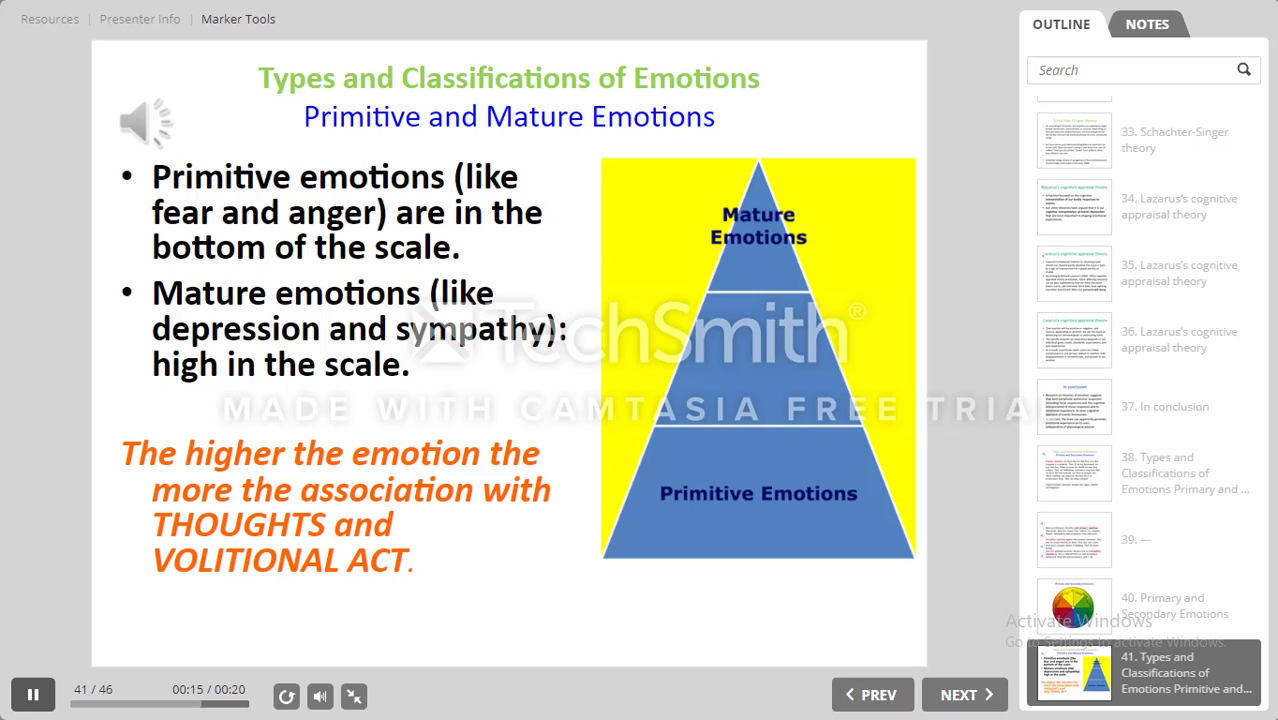 Resources | Presenter Info | Marker Tools
OUTLINE
NOTES
Search
Types and Classifications of Emotions
Primitive and Mature Emotions
• Primitive emotions (like
fear and anger) are in the
bottom of the scale.
• Mature emotions (like
depression and sympathy):
high in the scale.
The higher the emotion the
more the association with
THOUGHTS and
VOLITIONAL ACT.
Mature
Emotions
Primitive Emotions
TechSmith®
MADE WITH CAMTASIA FREE TRIA
33. Schachter-Singer
theory
34. Lazarus's cognitive
appraisal theory
35. Lazarus's cognitive
appraisal theory
36. Lazarus's cognitive
appraisal theory
37. In conclusion
38. Types and
Classifications of
Emotions Primary and ...
39. ---
40. Primary and
Secondary Emotions
Activate Windows
Go to Settings to activate Windows.
41. Types and
Classifications of
Emotions Primitive and...
41 / 46
00:15 / 00:20
PREV
NEXT